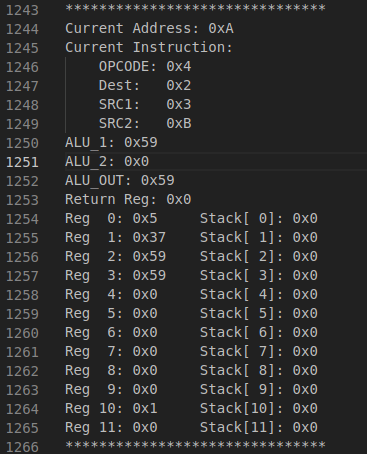 1243 *******************************
1244 Current Address: 0xA
1245 Current Instruction:
1246     OPCODE: 0x4
1247     Dest:   0x2
1248     SRC1:   0x3
1249     SRC2:   0xB
1250 ALU_1: 0x59
1251 ALU_2: 0x0
1252 ALU_OUT: 0x59
1253 Return Reg: 0x0
1254 Reg  0: 0x5     Stack[ 0]: 0x0
1255 Reg  1: 0x37    Stack[ 1]: 0x0
1256 Reg  2: 0x59    Stack[ 2]: 0x0
1257 Reg  3: 0x59    Stack[ 3]: 0x0
1258 Reg  4: 0x0     Stack[ 4]: 0x0
1259 Reg  5: 0x0     Stack[ 5]: 0x0
1260 Reg  6: 0x0     Stack[ 6]: 0x0
1261 Reg  7: 0x0     Stack[ 7]: 0x0
1262 Reg  8: 0x0     Stack[ 8]: 0x0
1263 Reg  9: 0x0     Stack[ 9]: 0x0
1264 Reg 10: 0x1     Stack[10]: 0x0
1265 Reg 11: 0x0     Stack[11]: 0x0
1266 *******************************